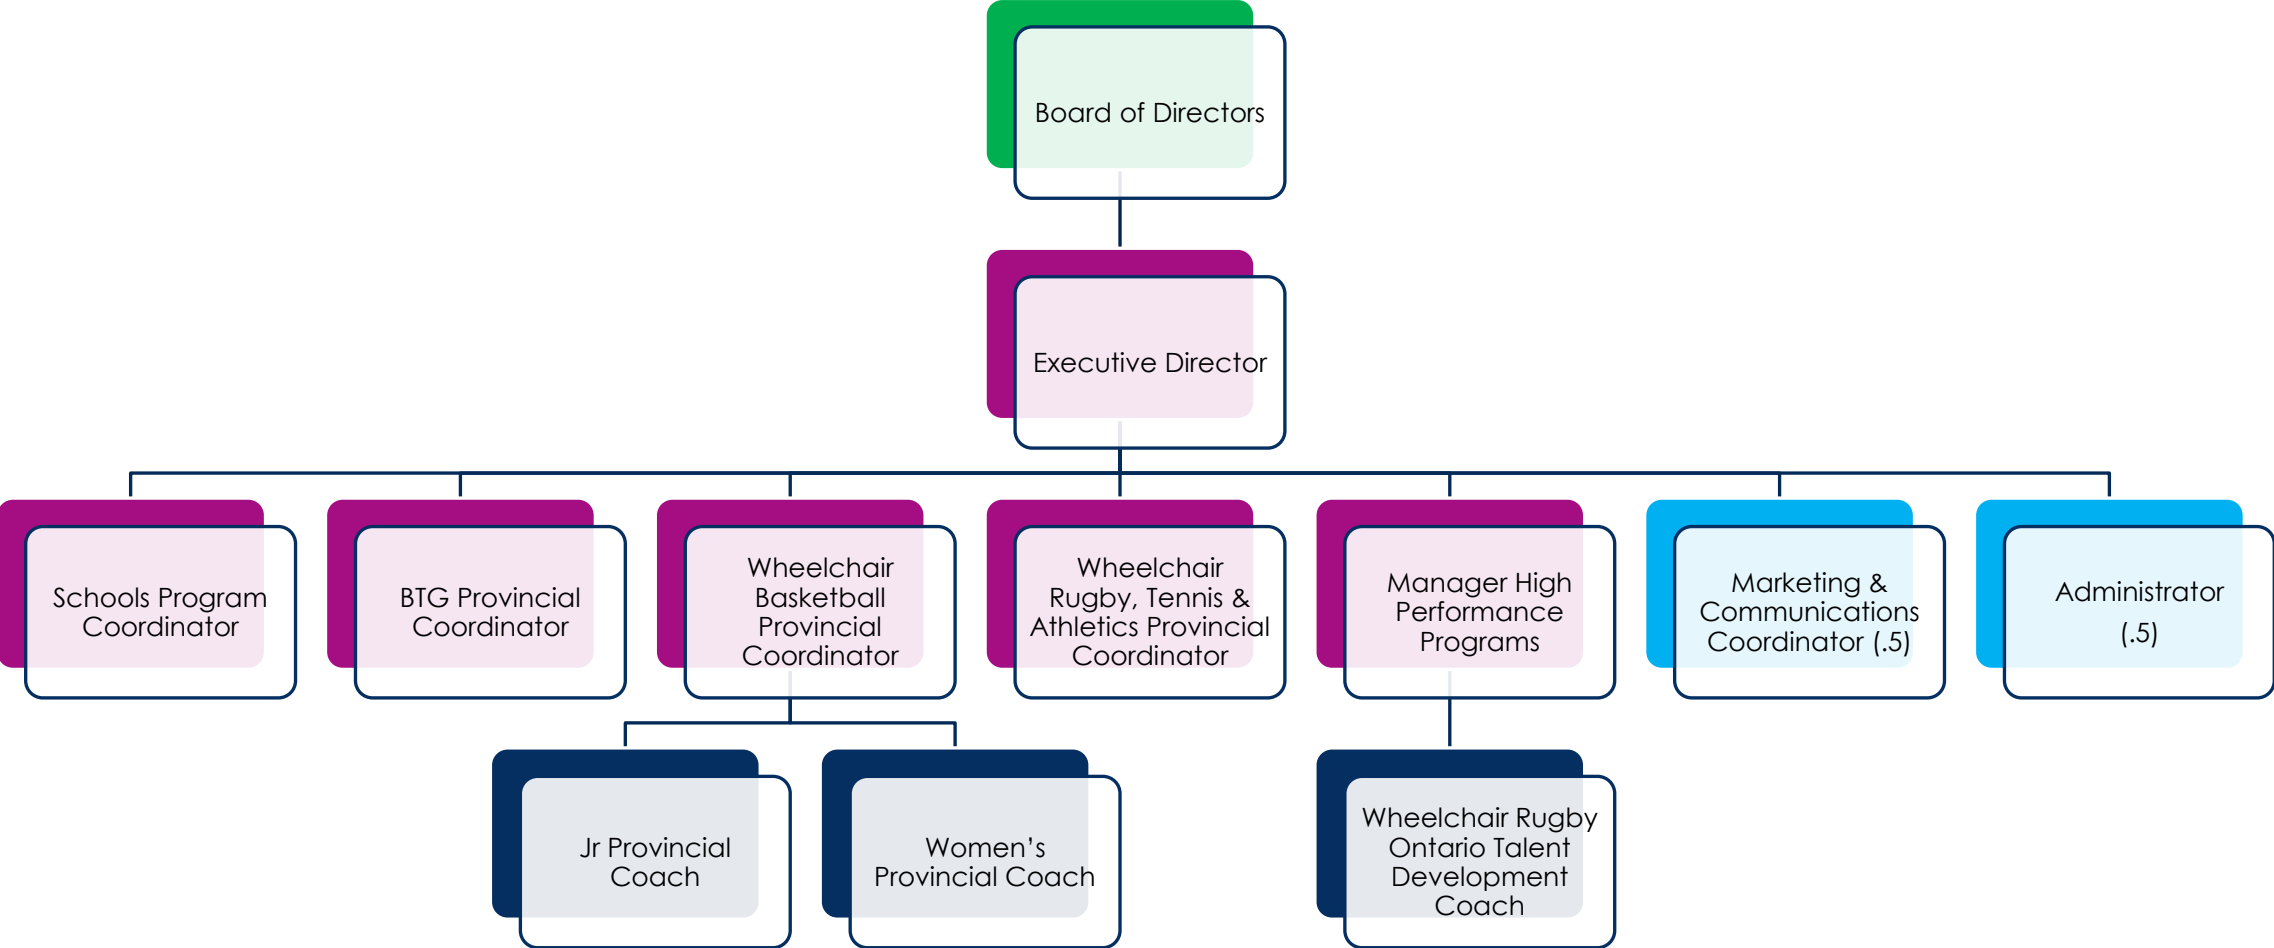 Board of Directors
Executive Director
Schools Program
Coordinator
BTG Provincial
Coordinator
Wheelchair
Basketball
Provincial
Coordinator
Wheelchair
Rugby, Tennis &
Athletics Provincial
Coordinator
Manager High
Performance
Programs
Marketing &
Communications
Coordinator (.5)
Administrator
(.5)
Jr Provincial
Coach
Women’s
Provincial Coach
Wheelchair Rugby
Ontario Talent
Development
Coach